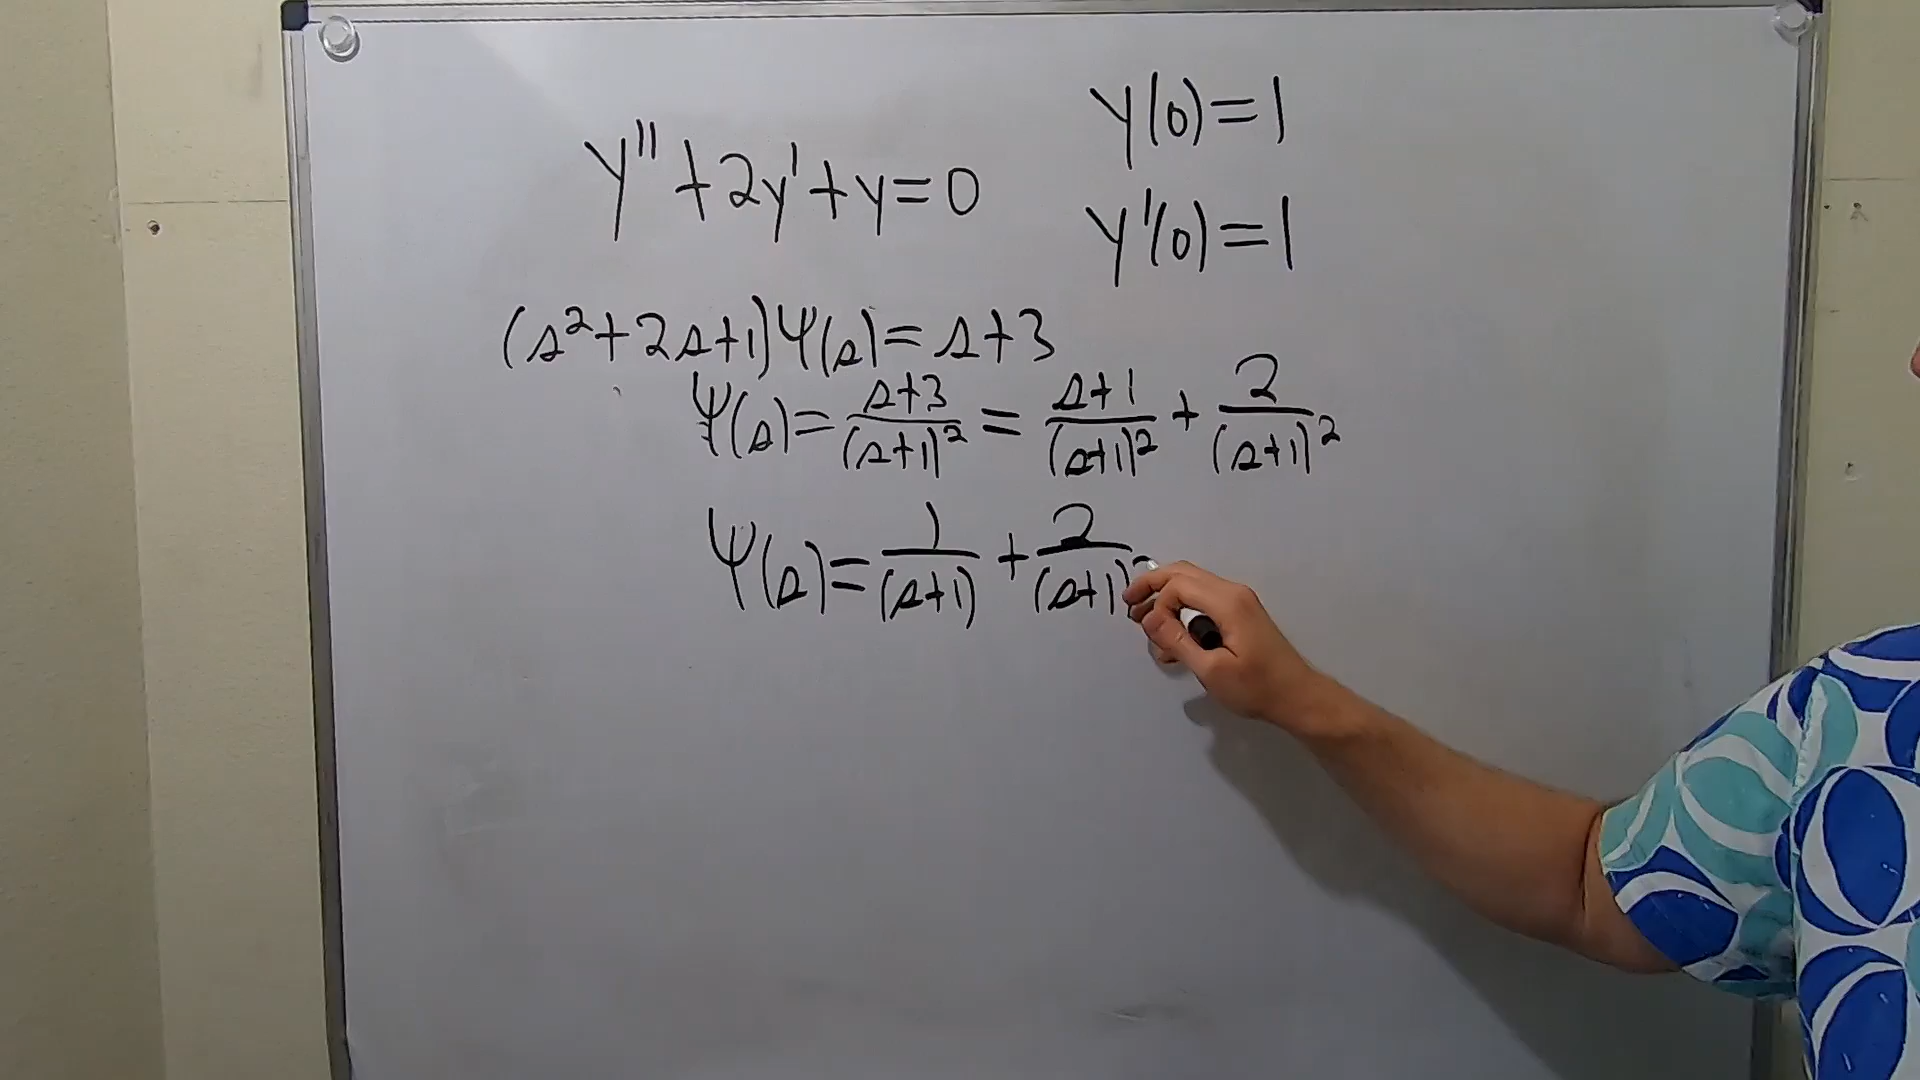 y'' + 2y' + y = 0
y(0) = 1
y'(0) = 1
(s² + 2s + 1)Ψ(s) = s + 3
Ψ(s) = (s+3)/(s+1)² = (s+1)/(s+1)² + 2/(s+1)²
Ψ(s) = 1/(s+1) + 2/(s+1)